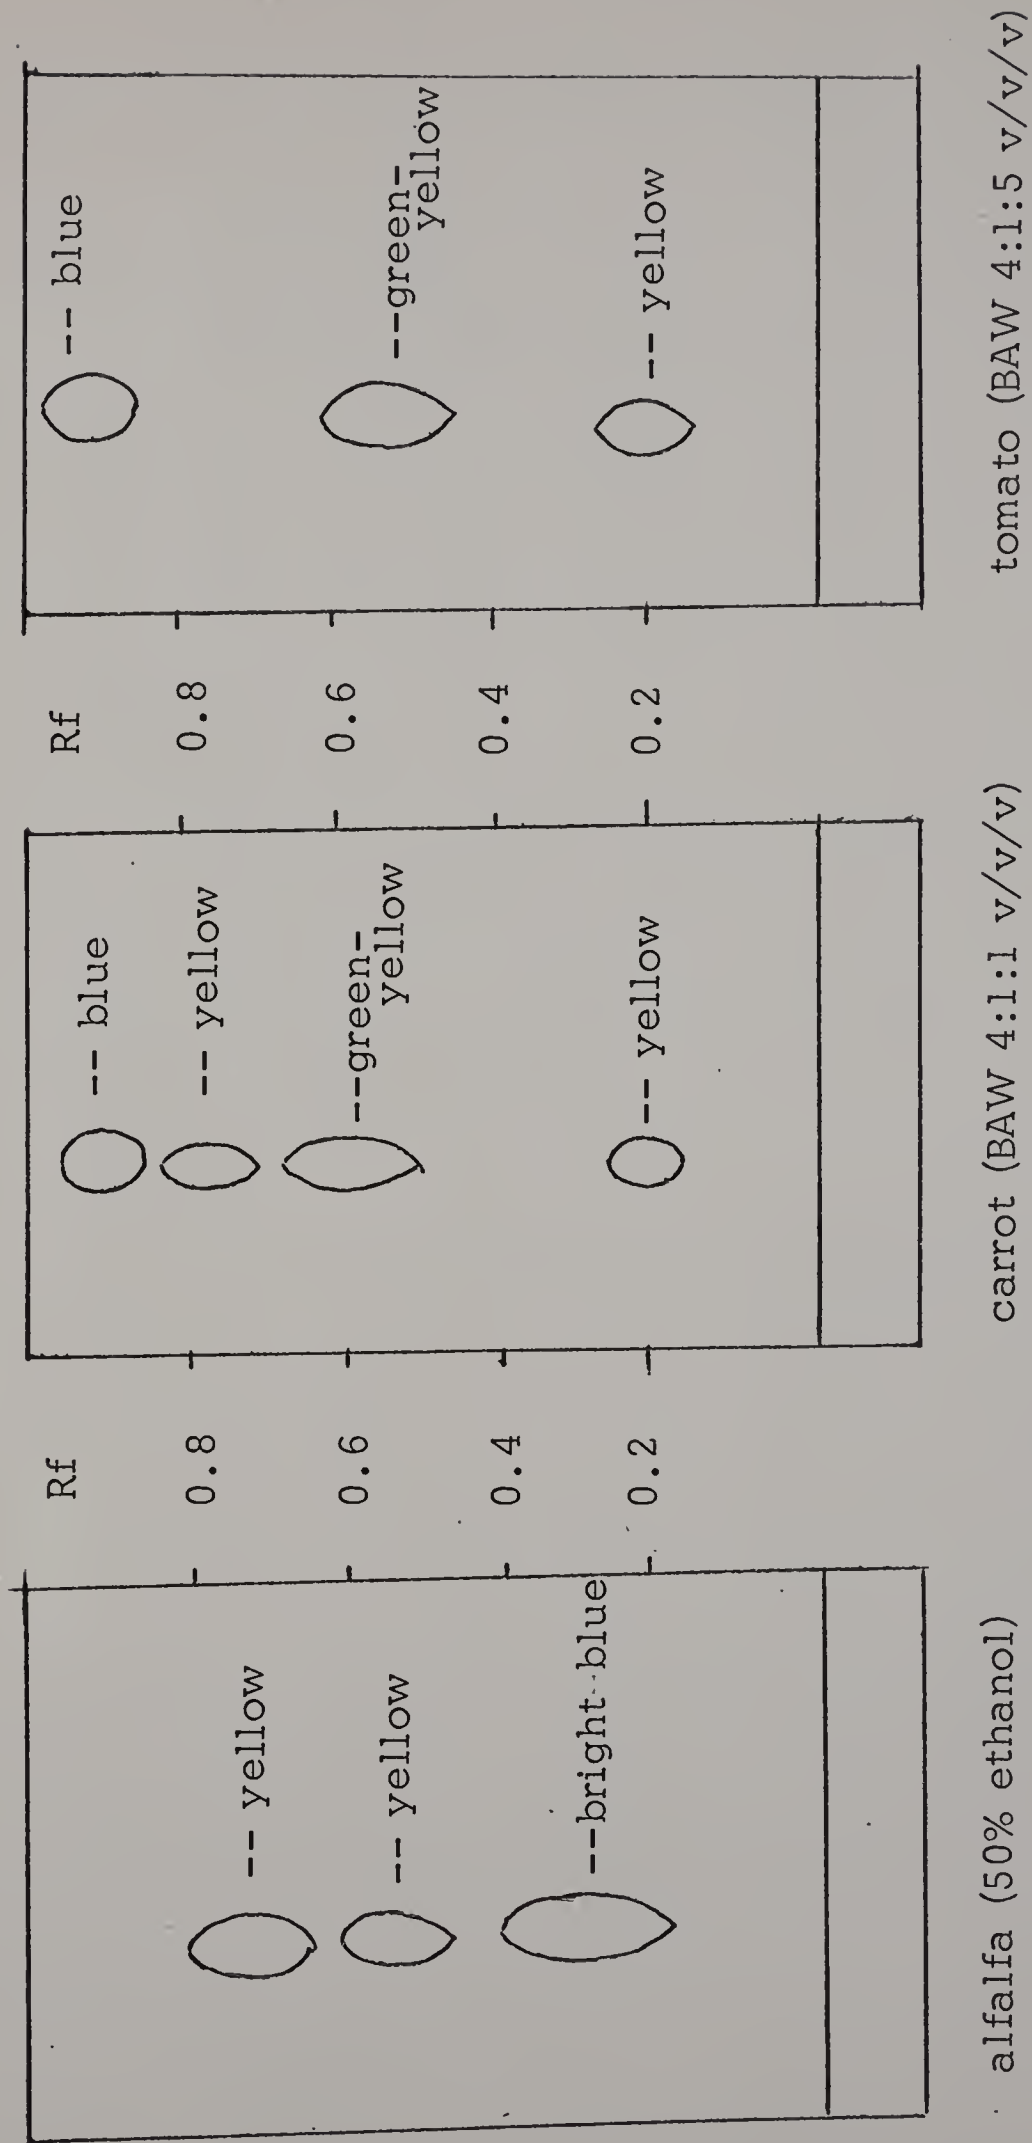 -- yellow
-- yellow
--bright blue
alfalfa (50% ethanol)
Rf
0.8
0.6
0.4
0.2
-- blue
-- yellow
--green-
yellow
-- yellow
carrot (BAW 4:1:1 v/v/v)
Rf
0.8
0.6
0.4
0.2
-- blue
--green-
yellow
-- yellow
tomato (BAW 4:1:5 v/v/v)